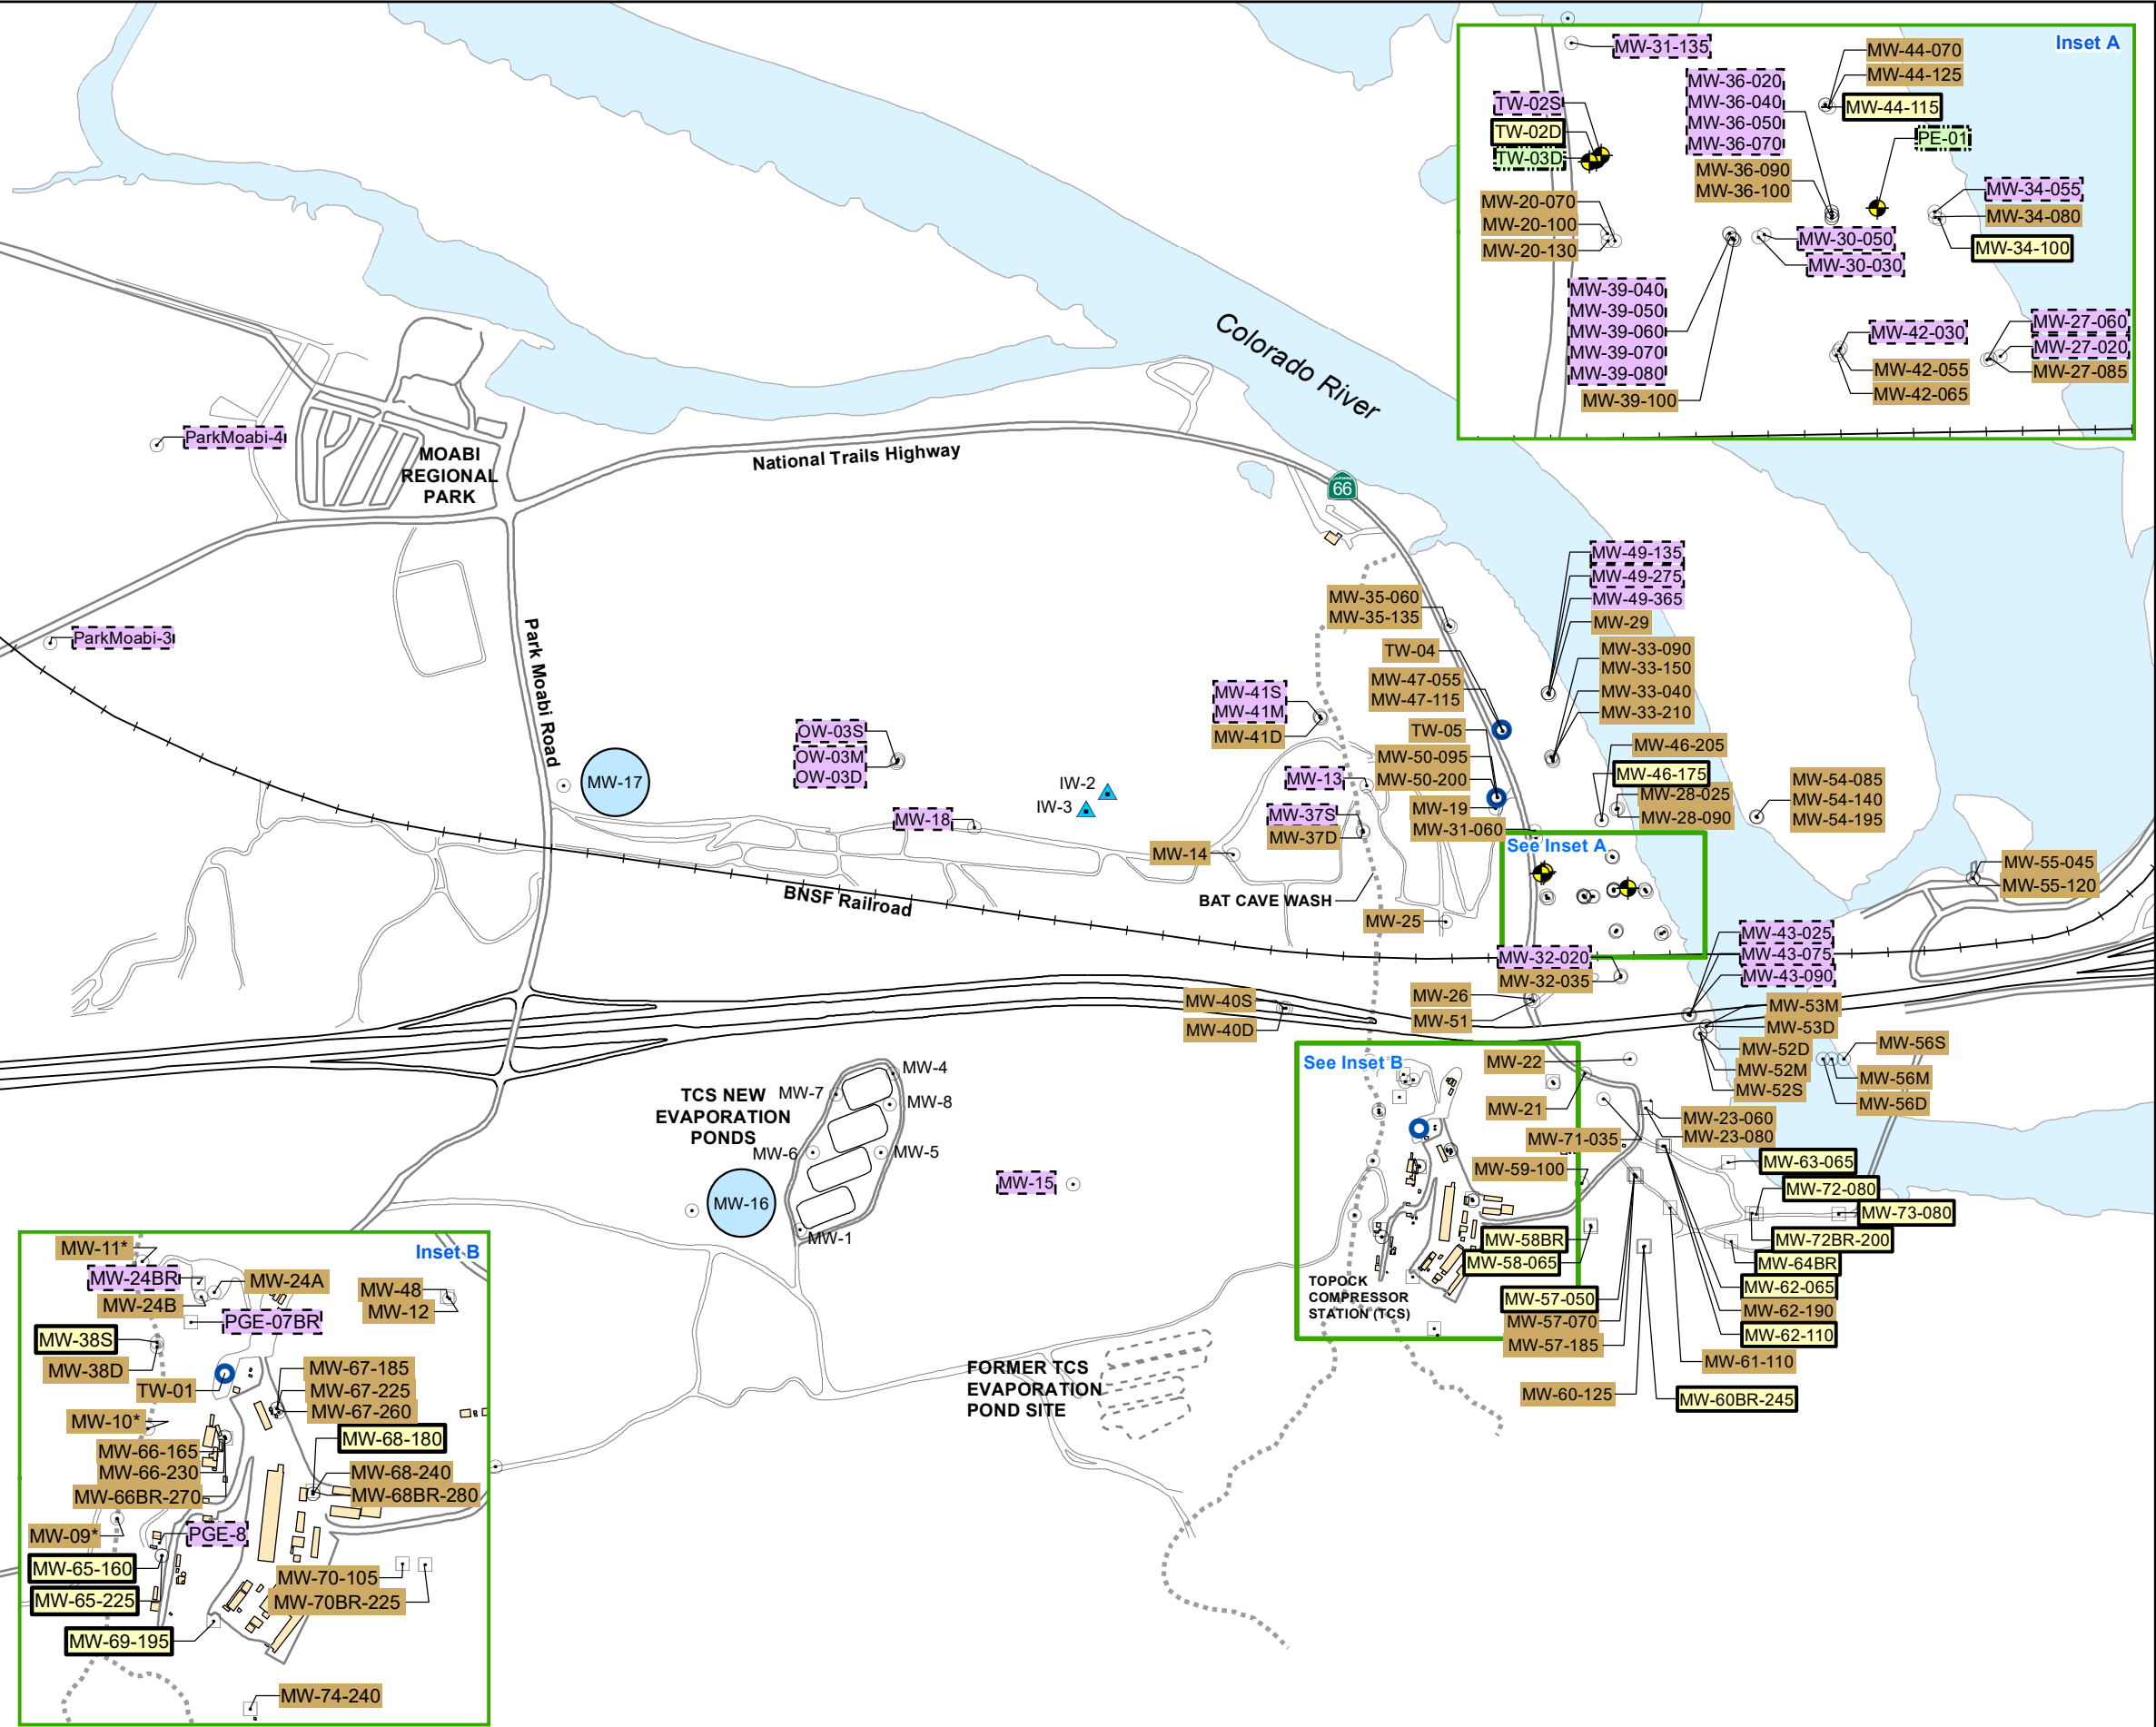 Inset A
MW-31-135
MW-44-070
MW-44-125
MW-44-115
MW-36-020
MW-36-040
MW-36-050
MW-36-070
TW-02S
TW-02D
TW-03D
PE-01
MW-36-090
MW-36-100
MW-34-055
MW-34-080
MW-34-100
MW-20-070
MW-20-100
MW-20-130
MW-30-050
MW-30-030
MW-39-040
MW-39-050
MW-39-060
MW-39-070
MW-39-080
MW-39-100
MW-42-030
MW-42-055
MW-42-065
MW-27-060
MW-27-020
MW-27-085
Colorado River
National Trails Highway
CALIFORNIA
66
ParkMoabi-4
MOABI
REGIONAL
PARK
ParkMoabi-3
Park Moabi Road
MW-49-135
MW-49-275
MW-49-365
MW-29
MW-33-090
MW-33-150
MW-33-040
MW-33-210
MW-35-060
MW-35-135
TW-04
MW-47-055
MW-47-115
TW-05
MW-50-095
MW-50-200
MW-19
MW-31-060
MW-41S
MW-41M
MW-41D
MW-13
MW-37S
MW-37D
MW-46-205
MW-46-175
MW-28-025
MW-28-090
MW-54-085
MW-54-140
MW-54-195
OW-03S
OW-03M
OW-03D
MW-17
IW-2
IW-3
MW-18
MW-14
See Inset A
MW-55-045
MW-55-120
BNSF Railroad
BAT CAVE WASH
MW-25
MW-43-025
MW-43-075
MW-43-090
MW-32-020
MW-32-035
MW-26
MW-51
MW-40S
MW-40D
MW-53M
MW-53D
MW-52D
MW-52M
MW-52S
MW-56S
MW-56M
MW-56D
See Inset B
MW-22
MW-21
MW-23-060
MW-23-080
MW-71-035
MW-59-100
MW-63-065
MW-72-080
MW-73-080
MW-72BR-200
MW-64BR
MW-62-065
MW-62-190
MW-62-110
MW-61-110
MW-60BR-245
MW-60-125
MW-58BR
MW-58-065
MW-57-050
MW-57-070
MW-57-185
TOPOCK
COMPRESSOR
STATION (TCS)
TCS NEW
EVAPORATION
PONDS
MW-4
MW-7
MW-8
MW-6
MW-5
MW-16
MW-1
MW-15
FORMER TCS
EVAPORATION
POND SITE
Inset B
MW-11*
MW-24BR
MW-24A
MW-24B
MW-48
MW-12
PGE-07BR
MW-38S
MW-38D
TW-01
MW-67-185
MW-67-225
MW-67-260
MW-10*
MW-68-180
MW-66-165
MW-66-230
MW-66BR-270
MW-68-240
MW-68BR-280
MW-09*
PGE-8
MW-65-160
MW-65-225
MW-70-105
MW-70BR-225
MW-69-195
MW-74-240